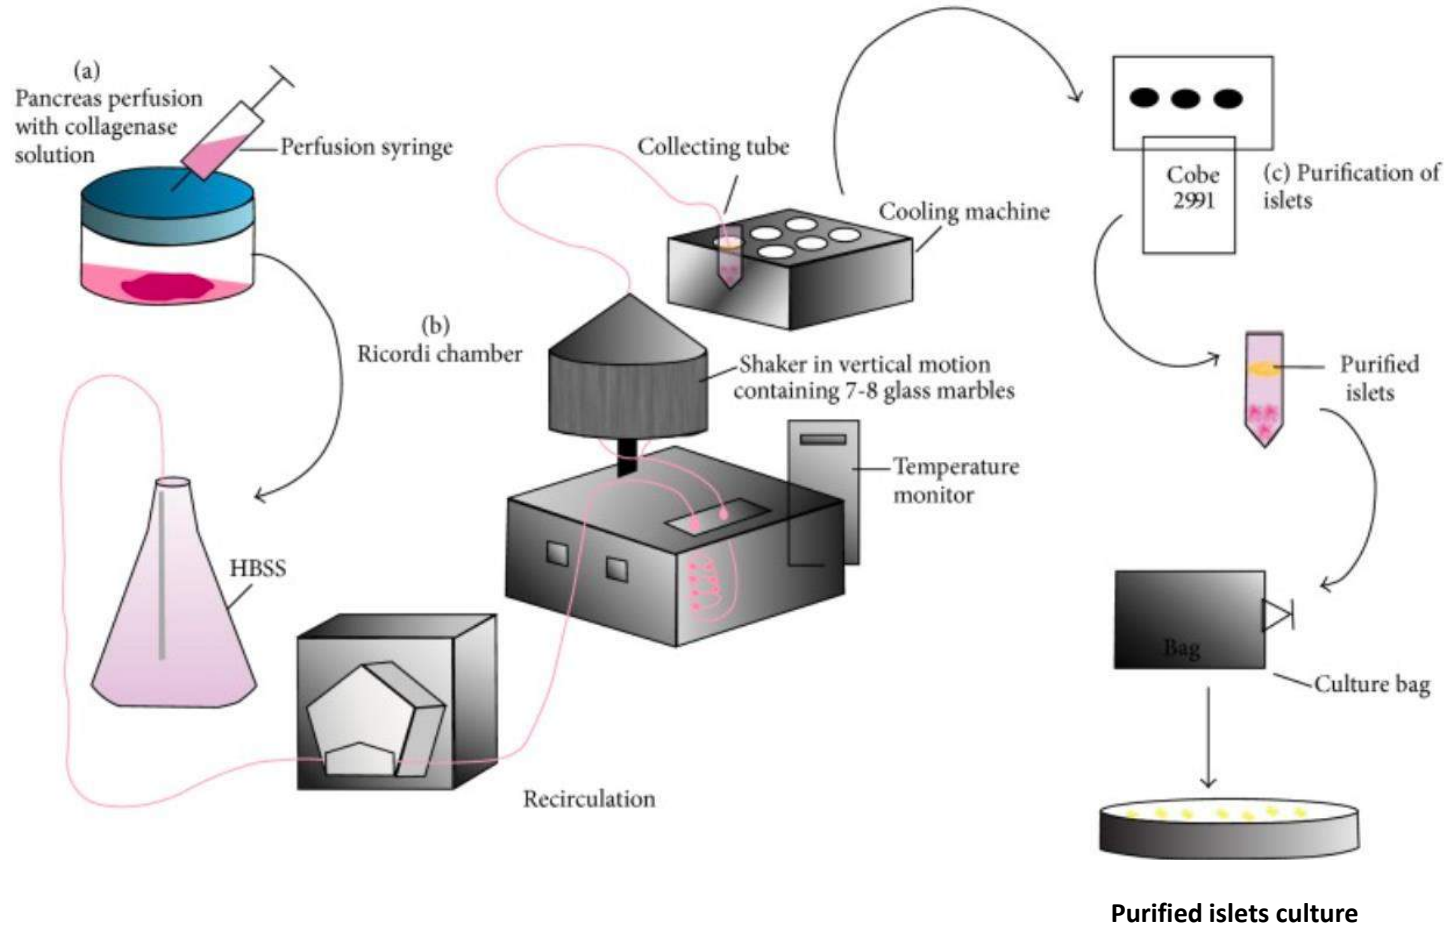 (a)
Pancreas perfusion
with collagenase
solution
Perfusion syringe
Collecting tube
Cooling machine
Cobe
2991
(c) Purification of
islets
(b)
Ricordi chamber
Shaker in vertical motion
containing 7-8 glass marbles
Purified
islets
Temperature
monitor
HBSS
Bag
Culture bag
Recirculation
Purified islets culture